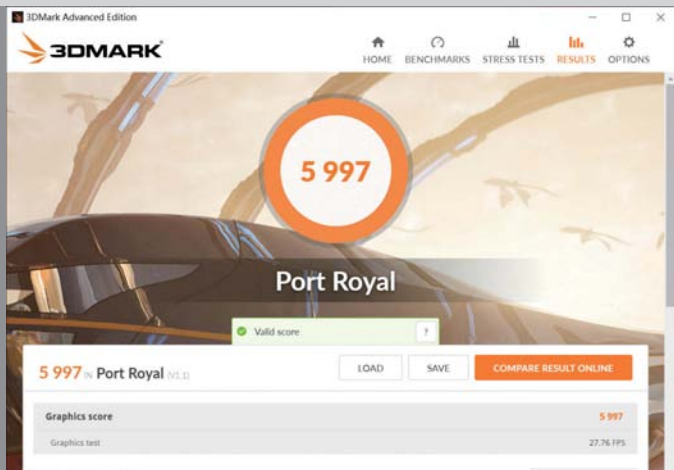 3DMark Advanced Edition
3DMARK
HOME BENCHMARKS STRESS TESTS RESULTS OPTIONS
5 997
Port Royal
Valid score ?
5 997 IN Port Royal (V1.1) LOAD SAVE COMPARE RESULT ONLINE
Graphics score 5 997
Graphics test 27.76 FPS